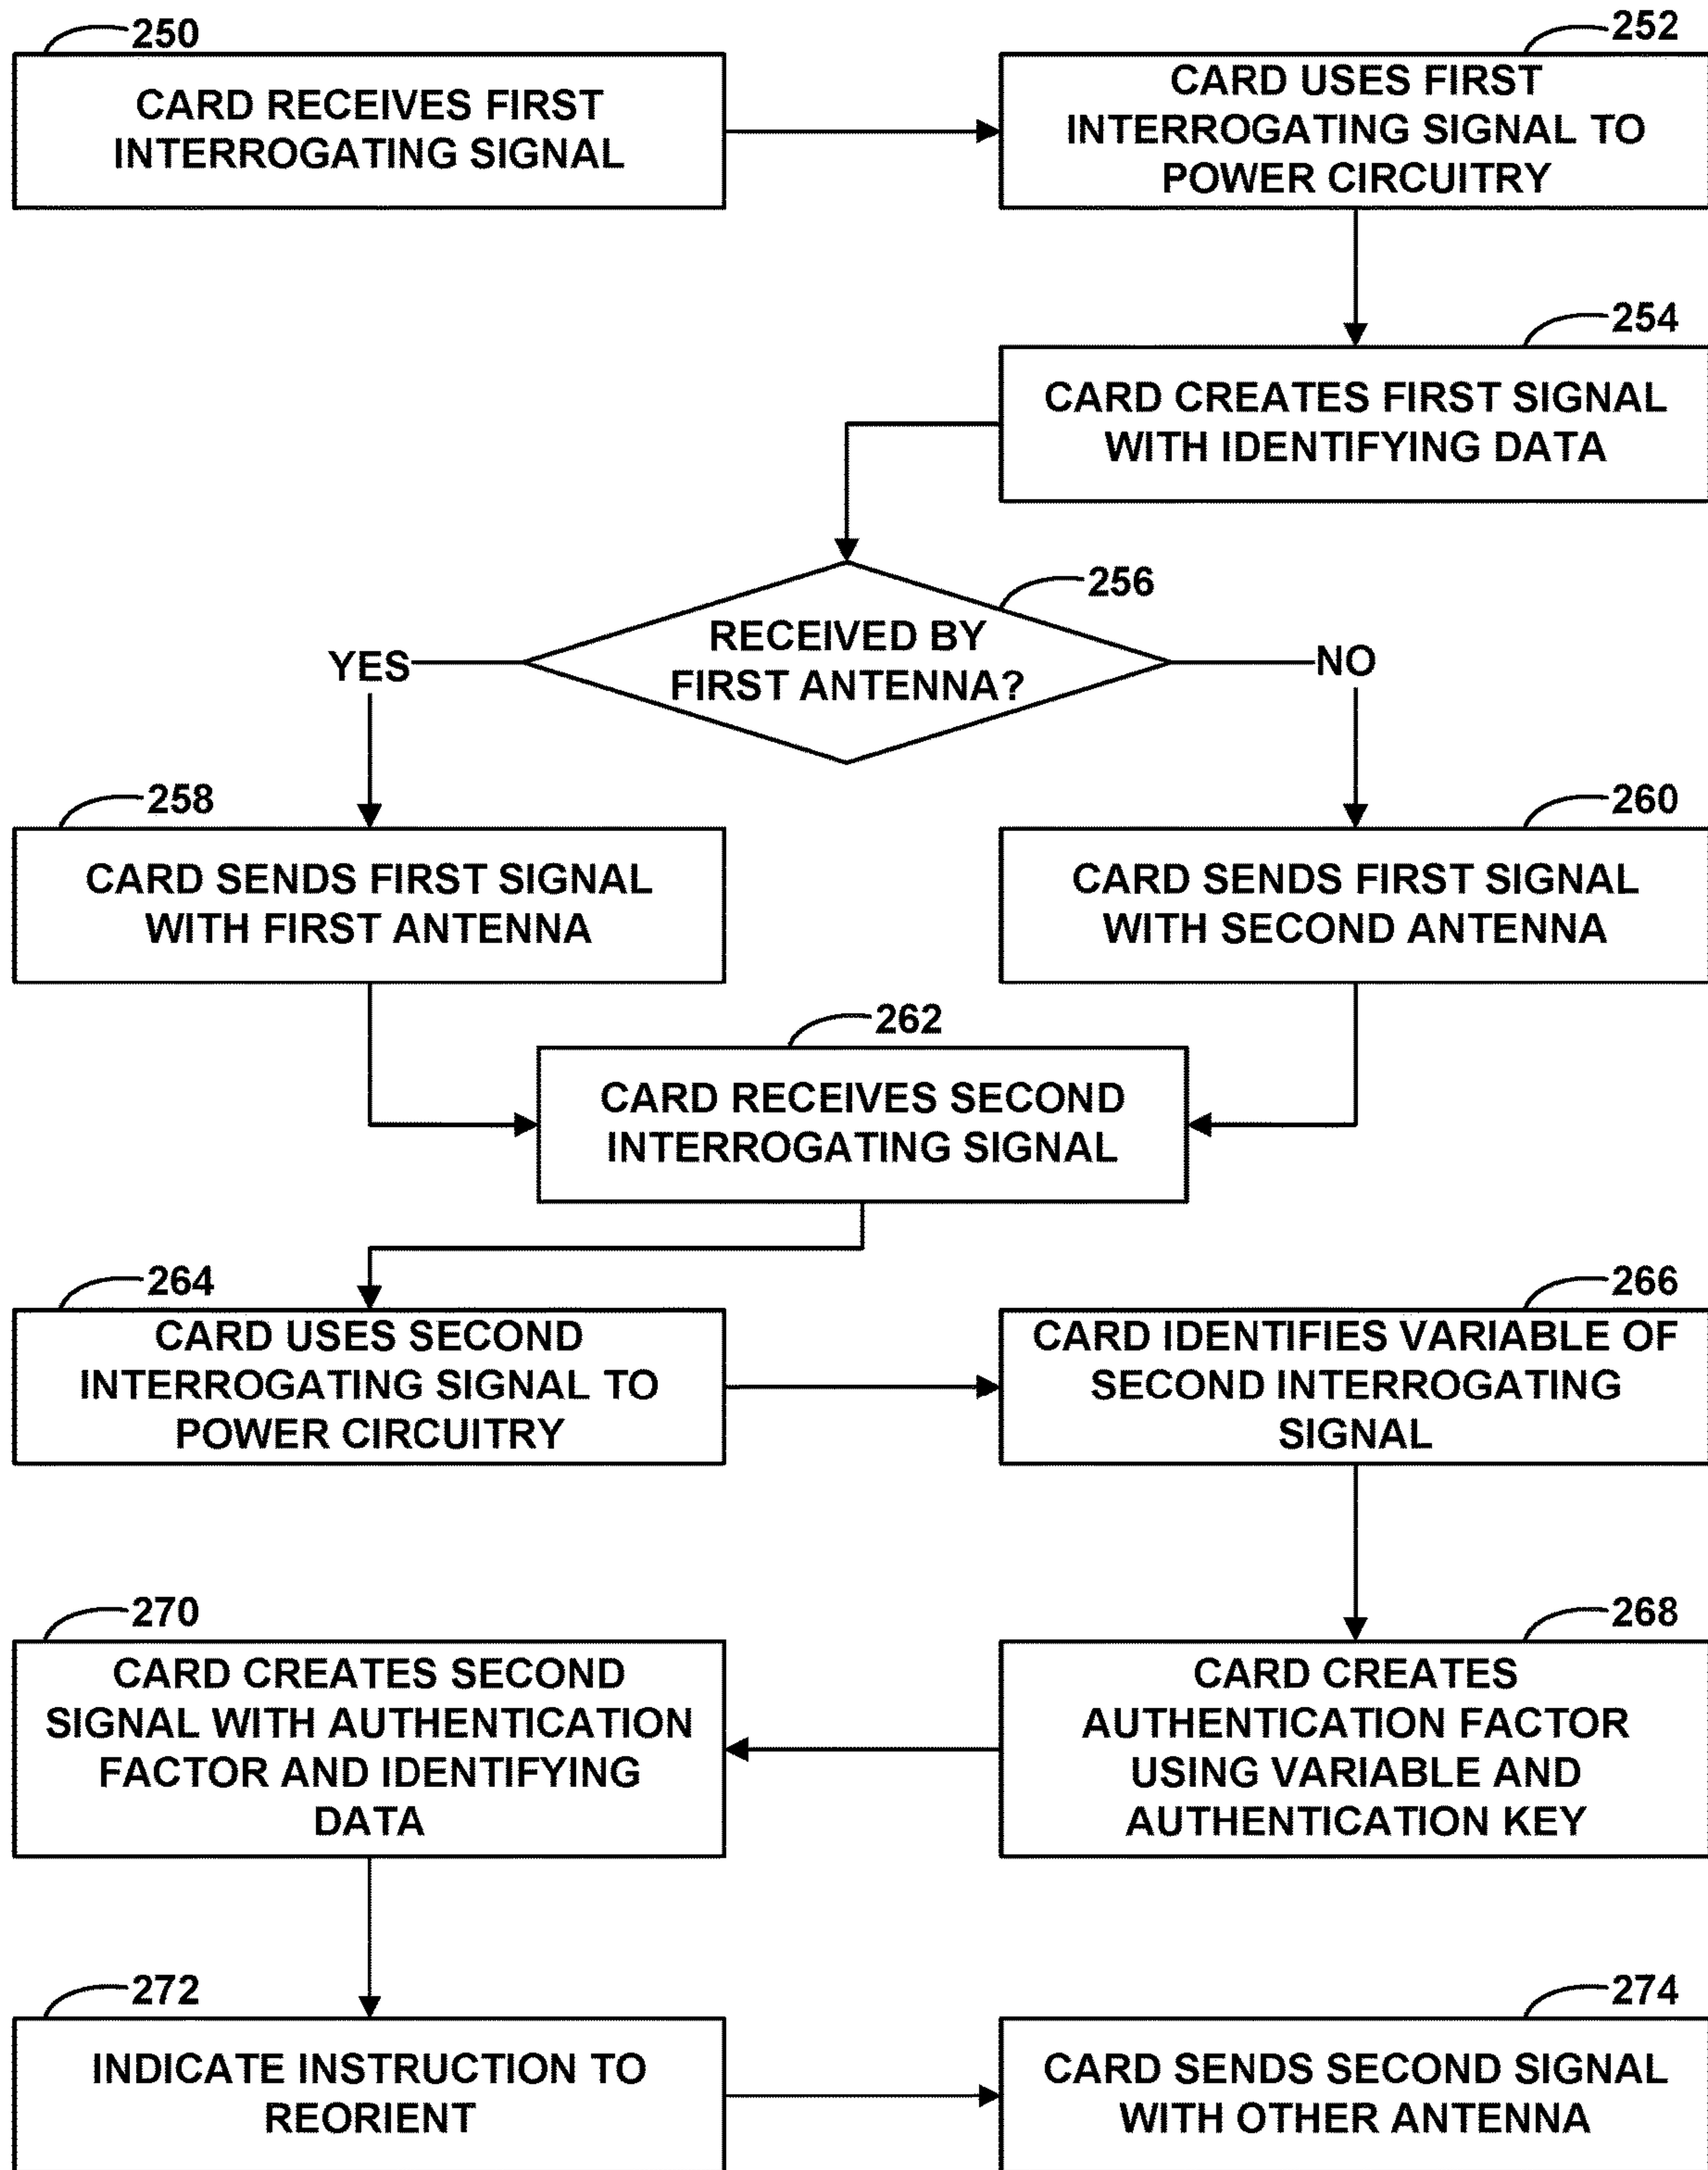 250
CARD RECEIVES FIRST
INTERROGATING SIGNAL
252
CARD USES FIRST
INTERROGATING SIGNAL TO
POWER CIRCUITRY
254
CARD CREATES FIRST SIGNAL
WITH IDENTIFYING DATA
256
RECEIVED BY
FIRST ANTENNA?
YES
NO
258
CARD SENDS FIRST SIGNAL
WITH FIRST ANTENNA
260
CARD SENDS FIRST SIGNAL
WITH SECOND ANTENNA
262
CARD RECEIVES SECOND
INTERROGATING SIGNAL
264
CARD USES SECOND
INTERROGATING SIGNAL TO
POWER CIRCUITRY
266
CARD IDENTIFIES VARIABLE OF
SECOND INTERROGATING
SIGNAL
268
CARD CREATES
AUTHENTICATION FACTOR
USING VARIABLE AND
AUTHENTICATION KEY
270
CARD CREATES SECOND
SIGNAL WITH AUTHENTICATION
FACTOR AND IDENTIFYING
DATA
272
INDICATE INSTRUCTION TO
REORIENT
274
CARD SENDS SECOND SIGNAL
WITH OTHER ANTENNA